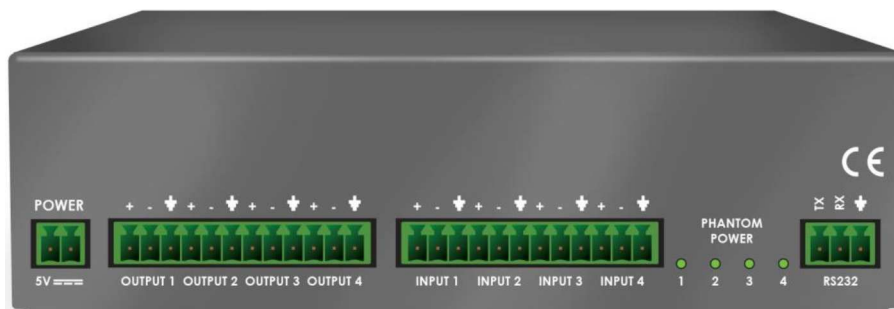 CE
POWER
+ - + - + - + -
+ - + - + - + -
TX
RX
PHANTOM
POWER
5V
OUTPUT 1 OUTPUT 2 OUTPUT 3 OUTPUT 4
INPUT 1 INPUT 2 INPUT 3 INPUT 4
1 2 3 4
RS232